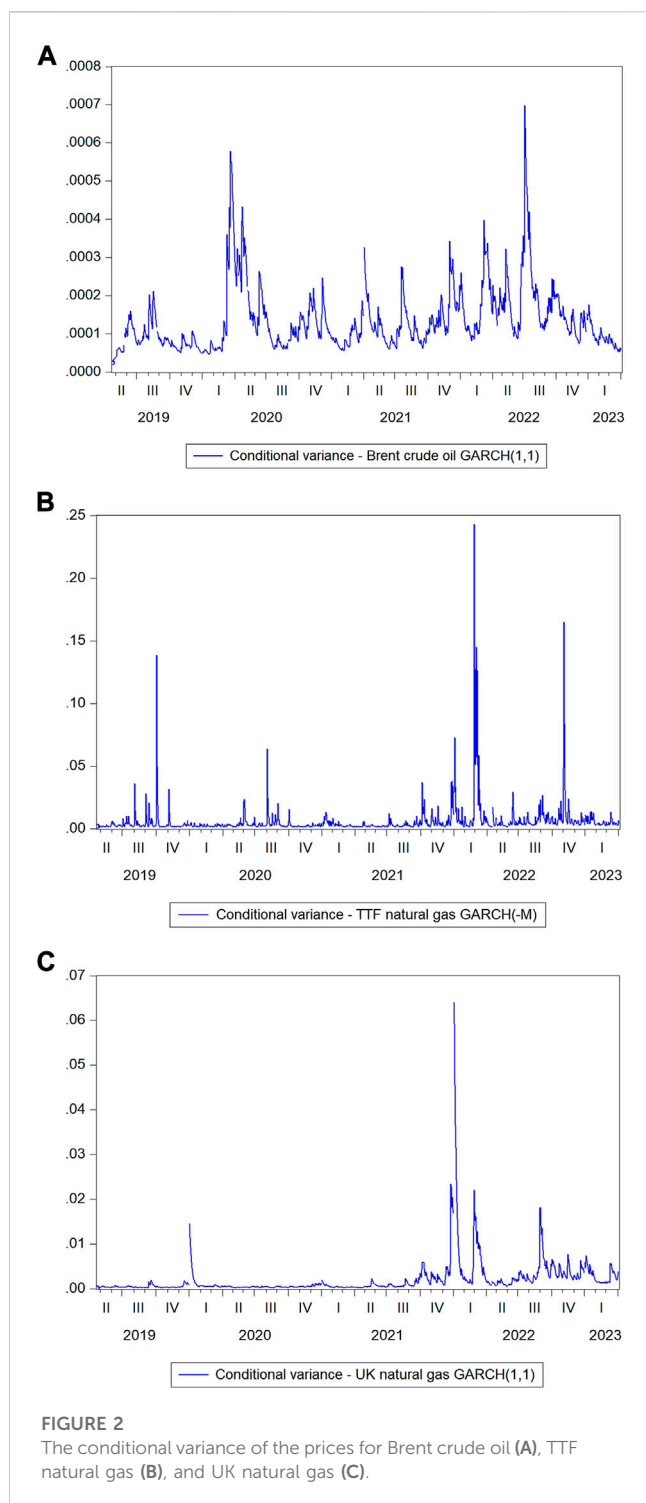 A
.0008
.0007
.0006
.0005
.0004
.0003
.0002
.0001
.0000
II III IV I II III IV I II III IV I II III IV I
2019 2020 2021 2022 2023
Conditional variance - Brent crude oil GARCH(1,1)
B
.25
.20
.15
.10
.05
.00
II III IV I II III IV I II III IV I II III IV I
2019 2020 2021 2022 2023
Conditional variance - TTF natural gas GARCH(-M)
C
.07
.06
.05
.04
.03
.02
.01
.00
II III IV I II III IV I II III IV I II III IV I
2019 2020 2021 2022 2023
Conditional variance - UK natural gas GARCH(1,1)
FIGURE 2
The conditional variance of the prices for Brent crude oil (A), TTF
natural gas (B), and UK natural gas (C).